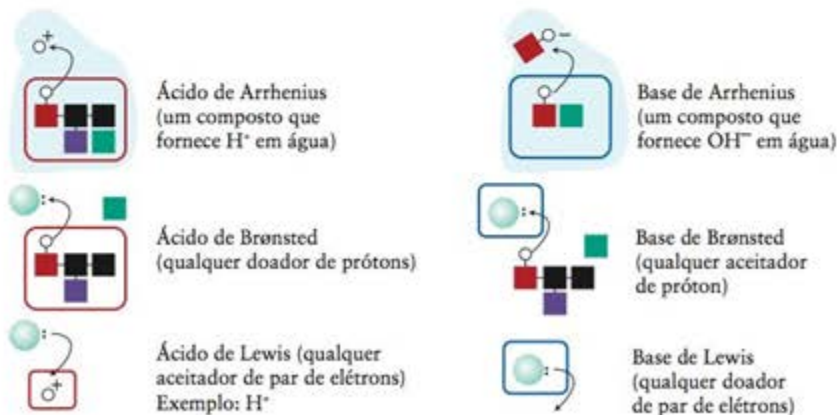 Ácido de Arrhenius
(um composto que
fornece H⁺ em água)
Base de Arrhenius
(um composto que
fornece OH⁻ em água)
Ácido de Brønsted
(qualquer doador de prótons)
Base de Brønsted
(qualquer aceitador
de próton)
Ácido de Lewis (qualquer
aceitador de par de elétrons)
Exemplo: H⁺
Base de Lewis
(qualquer doador
de par de elétrons)